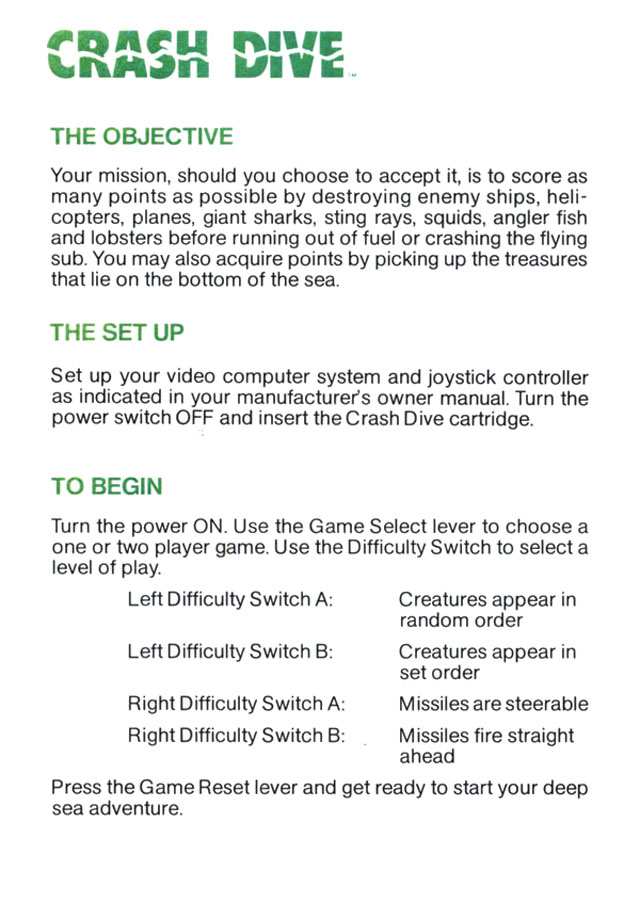 CRASH DIVE™
THE OBJECTIVE
Your mission, should you choose to accept it, is to score as
many points as possible by destroying enemy ships, heli-
copters, planes, giant sharks, sting rays, squids, angler fish
and lobsters before running out of fuel or crashing the flying
sub. You may also acquire points by picking up the treasures
that lie on the bottom of the sea.
THE SET UP
Set up your video computer system and joystick controller
as indicated in your manufacturer's owner manual. Turn the
power switch OFF and insert the Crash Dive cartridge.
TO BEGIN
Turn the power ON. Use the Game Select lever to choose a
one or two player game. Use the Difficulty Switch to select a
level of play.
Left Difficulty Switch A: Creatures appear in
random order
Left Difficulty Switch B: Creatures appear in
set order
Right Difficulty Switch A: Missiles are steerable
Right Difficulty Switch B: Missiles fire straight
ahead
Press the Game Reset lever and get ready to start your deep
sea adventure.